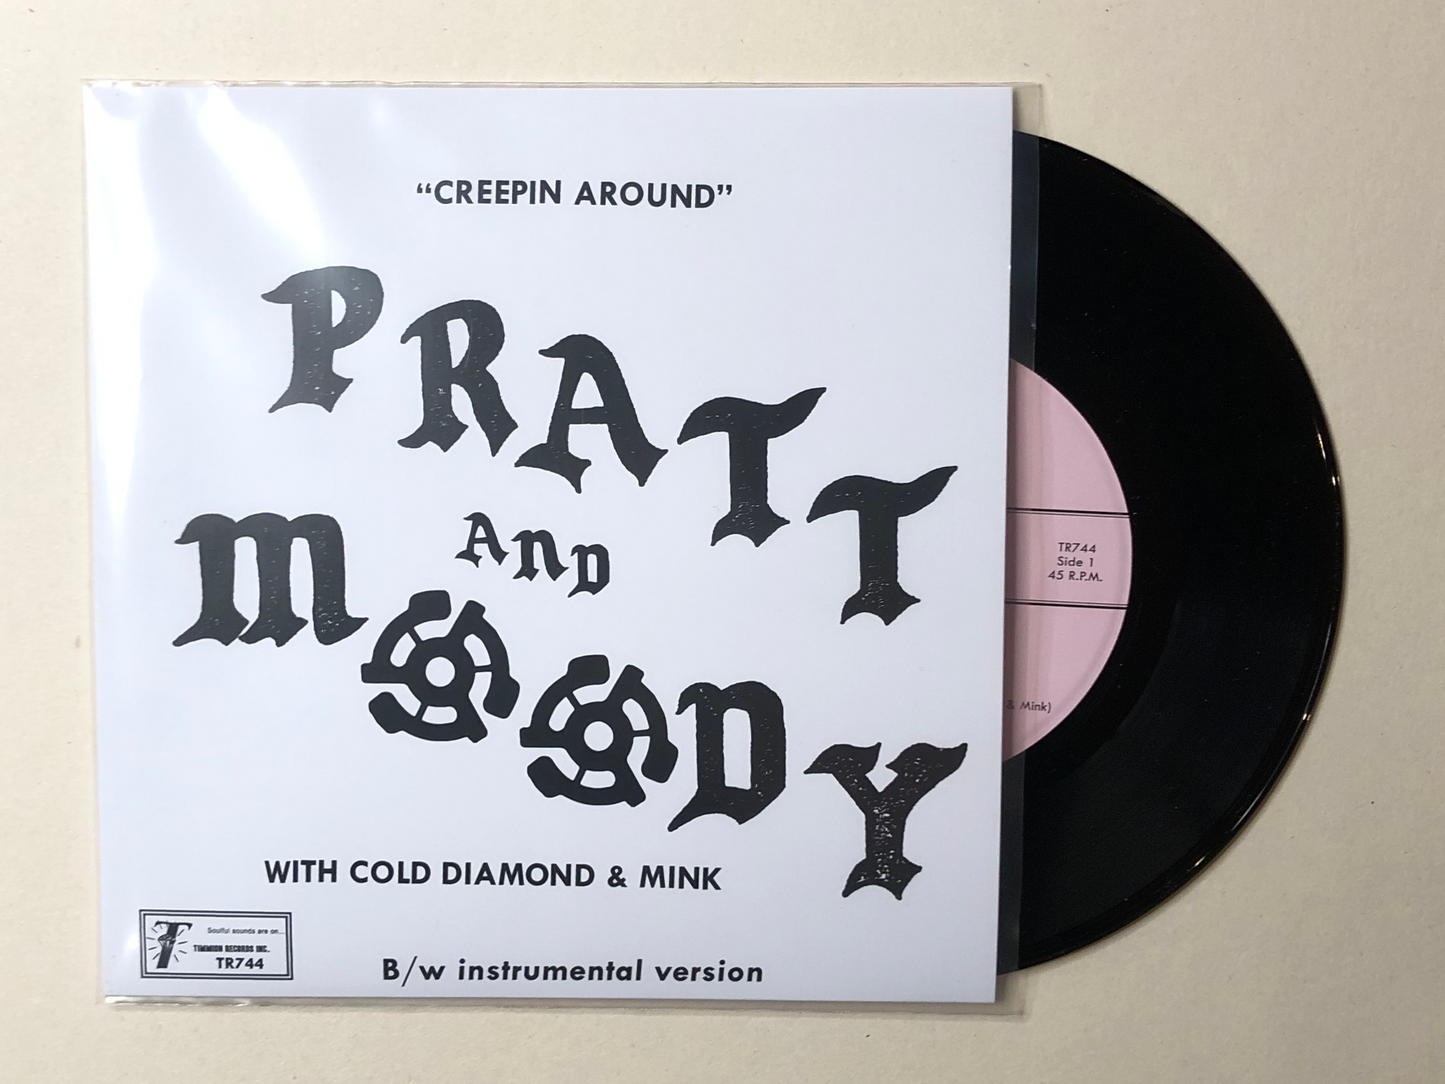 “CREEPIN AROUND”
PRATT
AND
MOODY
WITH COLD DIAMOND & MINK
Soulful sounds are on...
TIMMION RECORDS INC.
TR744
B/w instrumental version
TR744
Side 1
45 R.P.M.
& Mink)